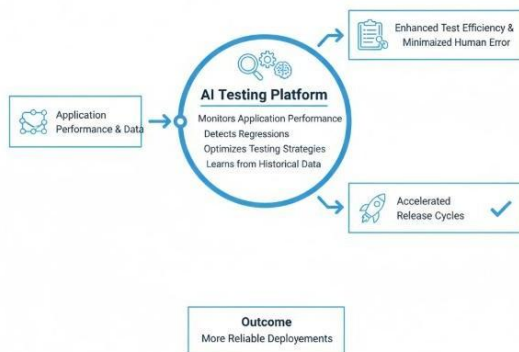 Enhanced Test Efficiency &
Minimaized Human Error
AI Testing Platform
Application
Performance & Data
Monitors Application Performance
Detects Regressions
Optimizes Testing Strategies
Learns from Historical Data
Accelerated
Release Cycles
Outcome
More Reliable Deployements